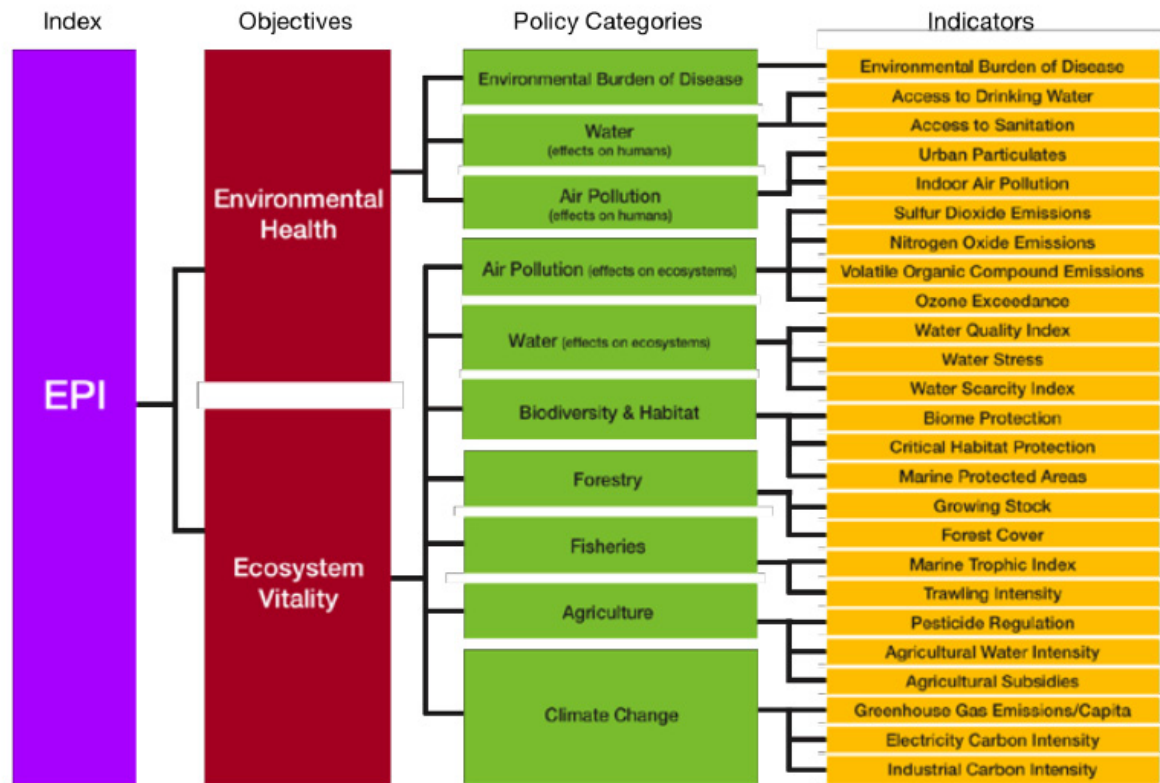 Index
Objectives
Policy Categories
Indicators
EPI
Environmental
Health
Ecosystem
Vitality
Environmental Burden of Disease
Water
(effects on humans)
Air Pollution
(effects on humans)
Air Pollution (effects on ecosystems)
Water (effects on ecosystems)
Biodiversity & Habitat
Forestry
Fisheries
Agriculture
Climate Change
Environmental Burden of Disease
Access to Drinking Water
Access to Sanitation
Urban Particulates
Indoor Air Pollution
Sulfur Dioxide Emissions
Nitrogen Oxide Emissions
Volatile Organic Compound Emissions
Ozone Exceedance
Water Quality Index
Water Stress
Water Scarcity Index
Biome Protection
Critical Habitat Protection
Marine Protected Areas
Growing Stock
Forest Cover
Marine Trophic Index
Trawling Intensity
Pesticide Regulation
Agricultural Water Intensity
Agricultural Subsidies
Greenhouse Gas Emissions/Capita
Electricity Carbon Intensity
Industrial Carbon Intensity